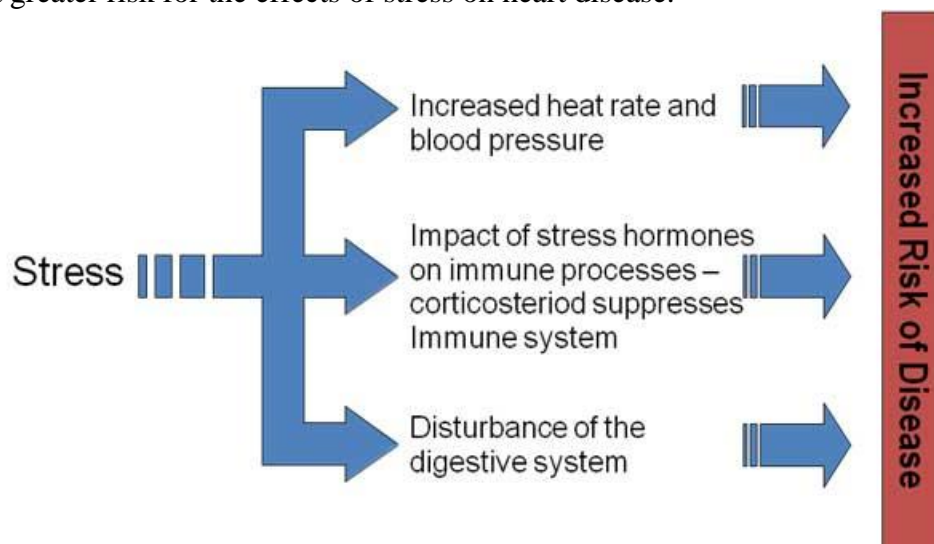 greater risk for the effects of stress on heart disease.
Increased heat rate and
blood pressure
Stress
Impact of stress hormones
on immune processes –
corticosteriod suppresses
Immune system
Disturbance of the
digestive system
Increased Risk of Disease